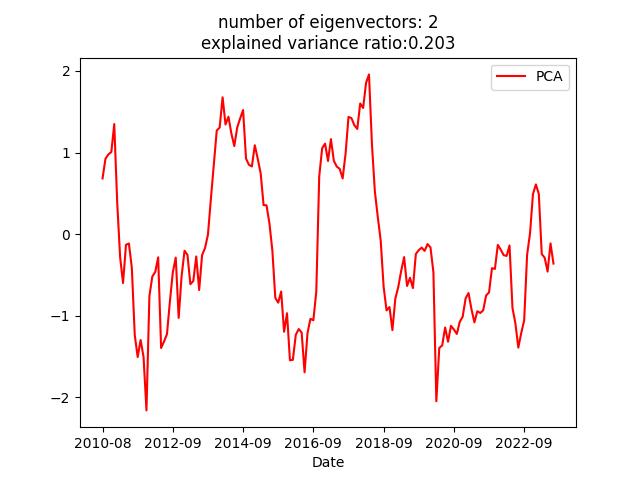 number of eigenvectors: 2
explained variance ratio:0.203
PCA
2
1
0
−1
−2
2010-08 2012-09 2014-09 2016-09 2018-09 2020-09 2022-09
Date